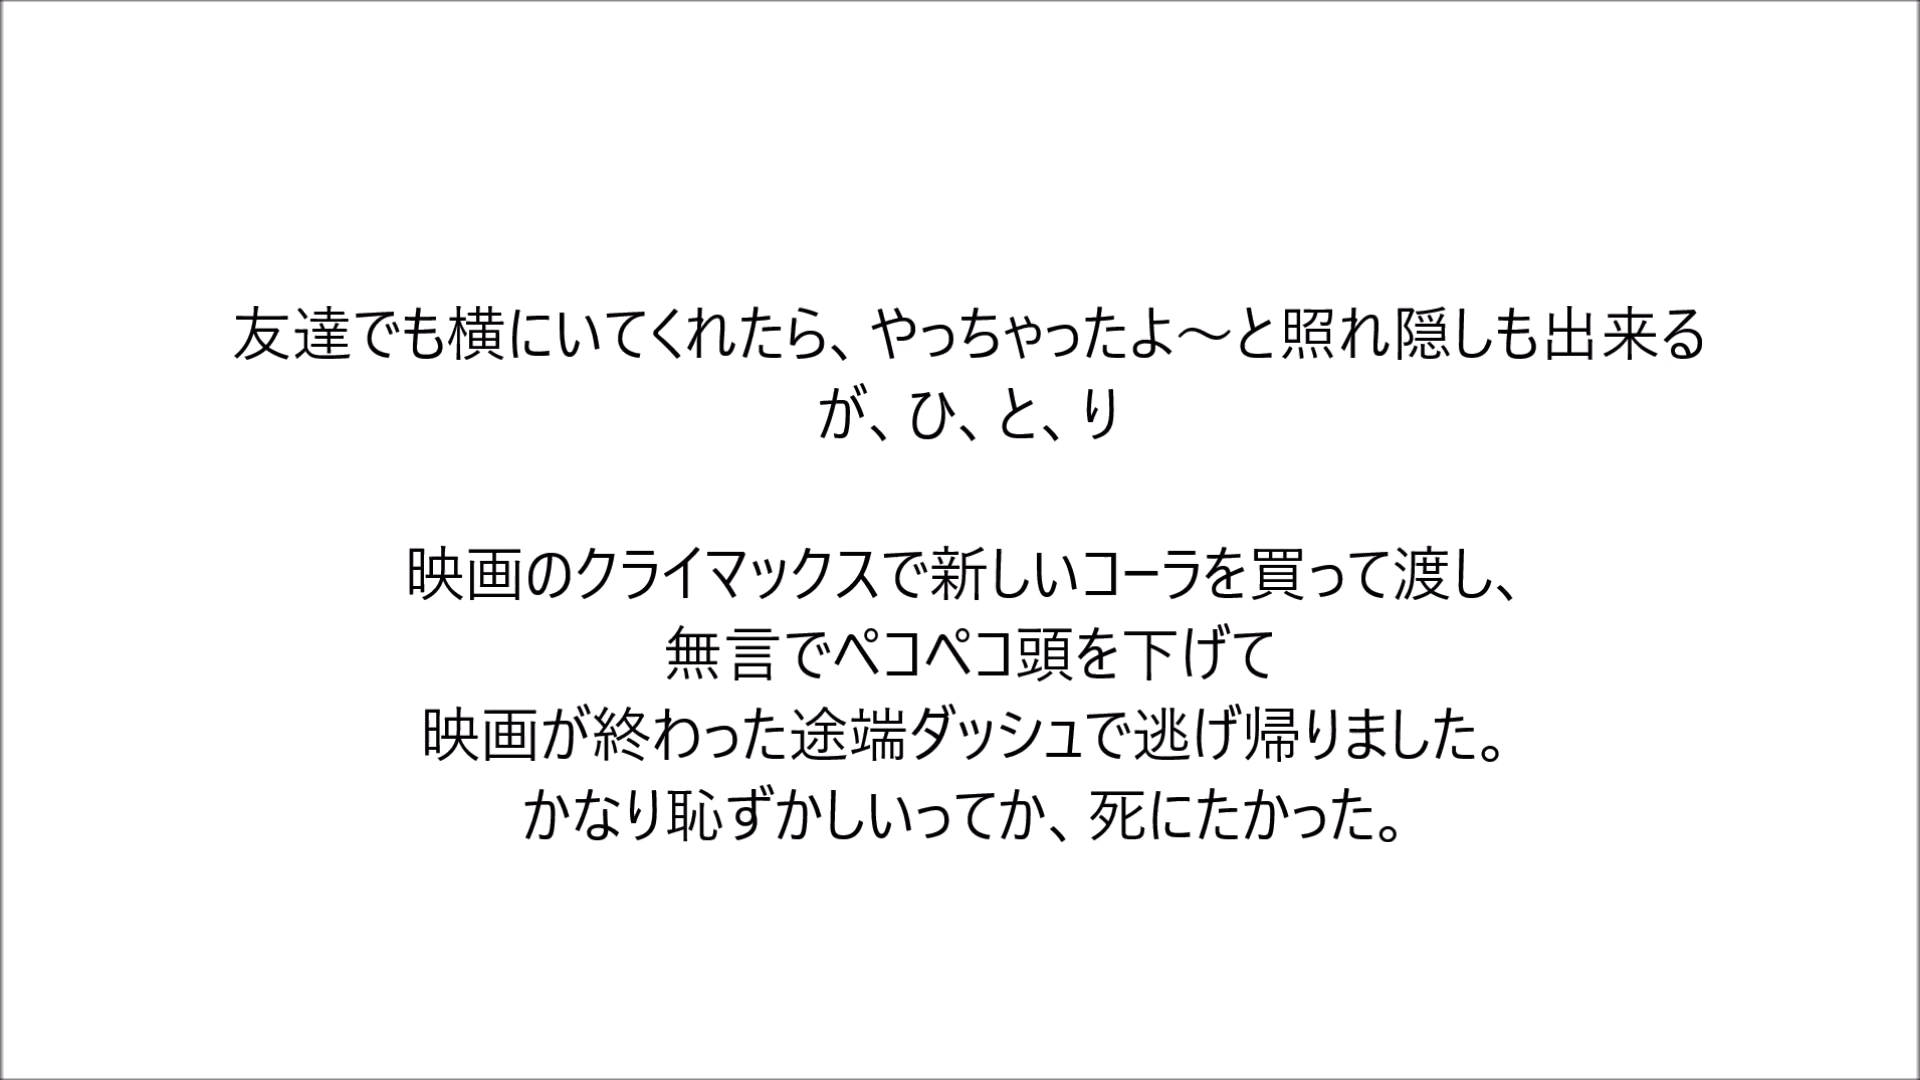 友達でも横にいてくれたら、やっちゃったよ～と照れ隠しも出来る
が、ひ、と、り
映画のクライマックスで新しいコーラを買って渡し、
無言でペコペコ頭を下げて
映画が終わった途端ダッシュで逃げ帰りました。
かなり恥ずかしいってか、死にたかった。